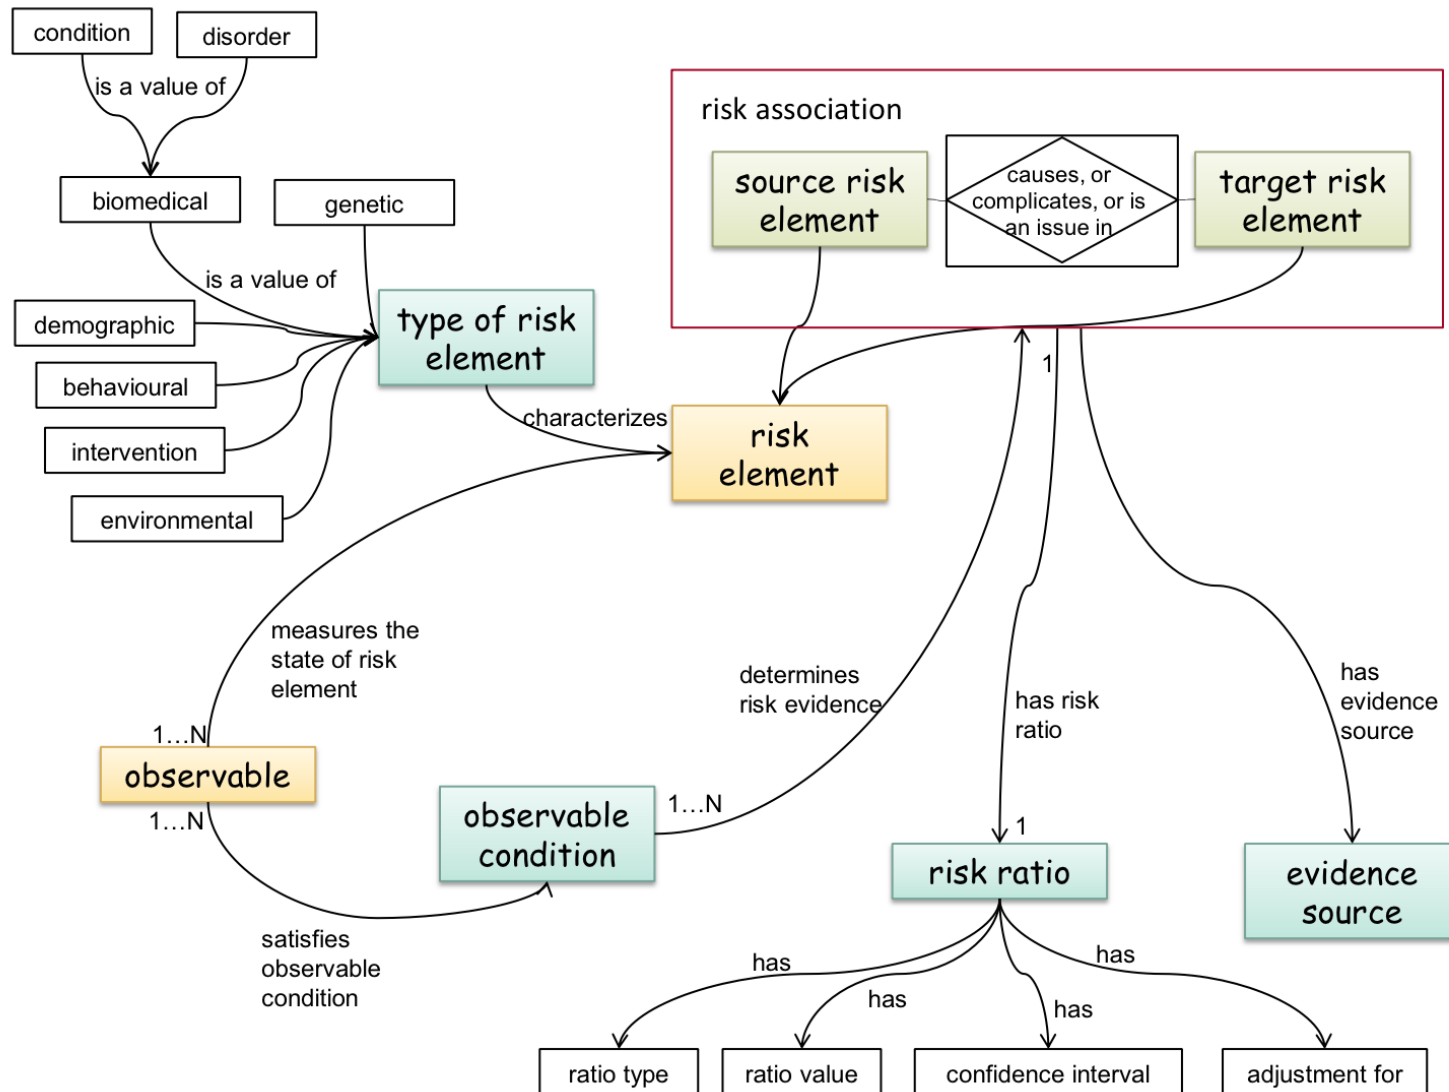 condition
disorder
is a value of
biomedical
genetic
is a value of
demographic
behavioural
intervention
environmental
type of risk
element
characterizes
risk association
source risk
element
causes, or
complicates, or is
an issue in
target risk
element
risk
element
1
measures the
state of risk
element
1...N
observable
1...N
satisfies
observable
condition
observable
condition
1...N
determines
risk evidence
has risk
ratio
1
has
evidence
source
risk ratio
evidence
source
has
has
has
has
ratio type
ratio value
confidence interval
adjustment for